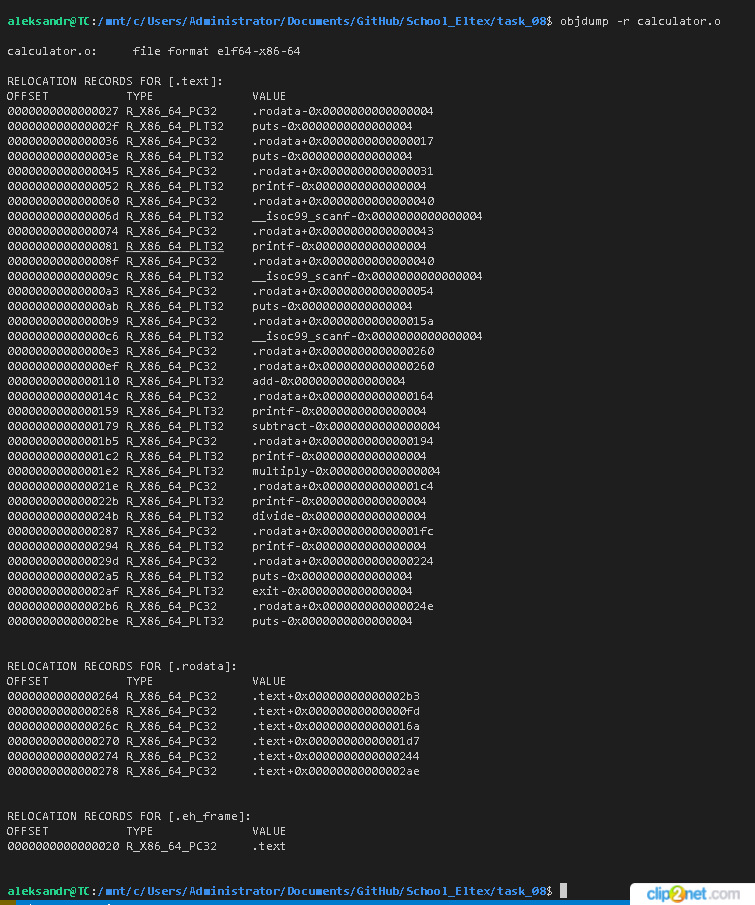 aleksandr@TC:/mnt/c/Users/Administrator/Documents/GitHub/School_Eltex/task_08$ objdump -r calculator.o
calculator.o:     file format elf64-x86-64
RELOCATION RECORDS FOR [.text]:
OFFSET           TYPE              VALUE
0000000000000027 R_X86_64_PC32     .rodata-0x0000000000000004
000000000000002f R_X86_64_PLT32    puts-0x0000000000000004
0000000000000036 R_X86_64_PC32     .rodata+0x0000000000000017
000000000000003e R_X86_64_PLT32    puts-0x0000000000000004
0000000000000045 R_X86_64_PC32     .rodata+0x0000000000000031
0000000000000052 R_X86_64_PLT32    printf-0x0000000000000004
0000000000000060 R_X86_64_PC32     .rodata+0x0000000000000040
000000000000006d R_X86_64_PLT32    __isoc99_scanf-0x0000000000000004
0000000000000074 R_X86_64_PC32     .rodata+0x0000000000000043
0000000000000081 R_X86_64_PLT32    printf-0x0000000000000004
000000000000008f R_X86_64_PC32     .rodata+0x0000000000000040
000000000000009c R_X86_64_PLT32    __isoc99_scanf-0x0000000000000004
00000000000000a3 R_X86_64_PC32     .rodata+0x0000000000000054
00000000000000ab R_X86_64_PLT32    puts-0x0000000000000004
00000000000000b9 R_X86_64_PC32     .rodata+0x000000000000015a
00000000000000c6 R_X86_64_PLT32    __isoc99_scanf-0x0000000000000004
00000000000000e3 R_X86_64_PC32     .rodata+0x0000000000000260
00000000000000ef R_X86_64_PC32     .rodata+0x0000000000000260
0000000000000110 R_X86_64_PLT32    add-0x0000000000000004
000000000000014c R_X86_64_PC32     .rodata+0x0000000000000164
0000000000000159 R_X86_64_PLT32    printf-0x0000000000000004
0000000000000179 R_X86_64_PLT32    subtract-0x0000000000000004
00000000000001b5 R_X86_64_PC32     .rodata+0x0000000000000194
00000000000001c2 R_X86_64_PLT32    printf-0x0000000000000004
00000000000001e2 R_X86_64_PLT32    multiply-0x0000000000000004
000000000000021e R_X86_64_PC32     .rodata+0x00000000000001c4
000000000000022b R_X86_64_PLT32    printf-0x0000000000000004
000000000000024b R_X86_64_PLT32    divide-0x0000000000000004
0000000000000287 R_X86_64_PC32     .rodata+0x00000000000001fc
0000000000000294 R_X86_64_PLT32    printf-0x0000000000000004
000000000000029d R_X86_64_PC32     .rodata+0x0000000000000224
00000000000002a5 R_X86_64_PLT32    puts-0x0000000000000004
00000000000002af R_X86_64_PLT32    exit-0x0000000000000004
00000000000002b6 R_X86_64_PC32     .rodata+0x000000000000024e
00000000000002be R_X86_64_PLT32    puts-0x0000000000000004
RELOCATION RECORDS FOR [.rodata]:
OFFSET           TYPE              VALUE
0000000000000264 R_X86_64_PC32     .text+0x00000000000002b3
0000000000000268 R_X86_64_PC32     .text+0x00000000000000fd
000000000000026c R_X86_64_PC32     .text+0x000000000000016a
0000000000000270 R_X86_64_PC32     .text+0x00000000000001d7
0000000000000274 R_X86_64_PC32     .text+0x0000000000000244
0000000000000278 R_X86_64_PC32     .text+0x00000000000002ae
RELOCATION RECORDS FOR [.eh_frame]:
OFFSET           TYPE              VALUE
0000000000000020 R_X86_64_PC32     .text
aleksandr@TC:/mnt/c/Users/Administrator/Documents/GitHub/School_Eltex/task_08$
clip2net.com